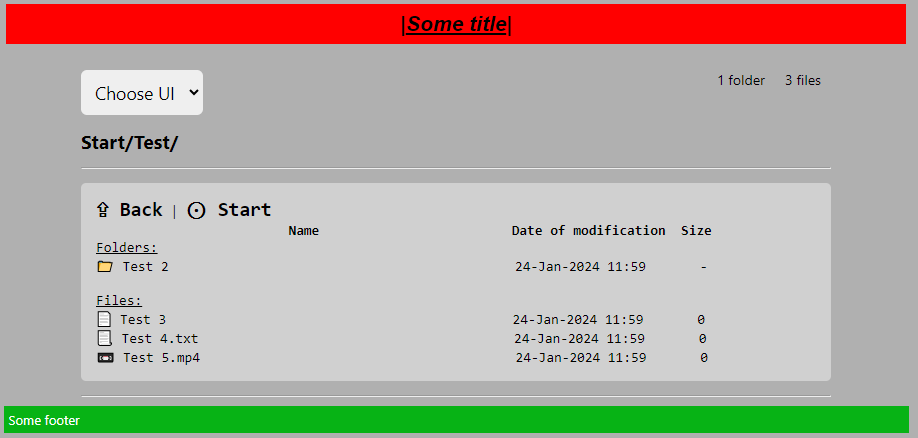 |Some title|
Choose UI
1 folder 3 files
Start/Test/
⇪ Back | ⊙ Start
Name Date of modification Size
Folders:
Test 2 24-Jan-2024 11:59 -
Files:
Test 3 24-Jan-2024 11:59 0
Test 4.txt 24-Jan-2024 11:59 0
Test 5.mp4 24-Jan-2024 11:59 0
Some footer